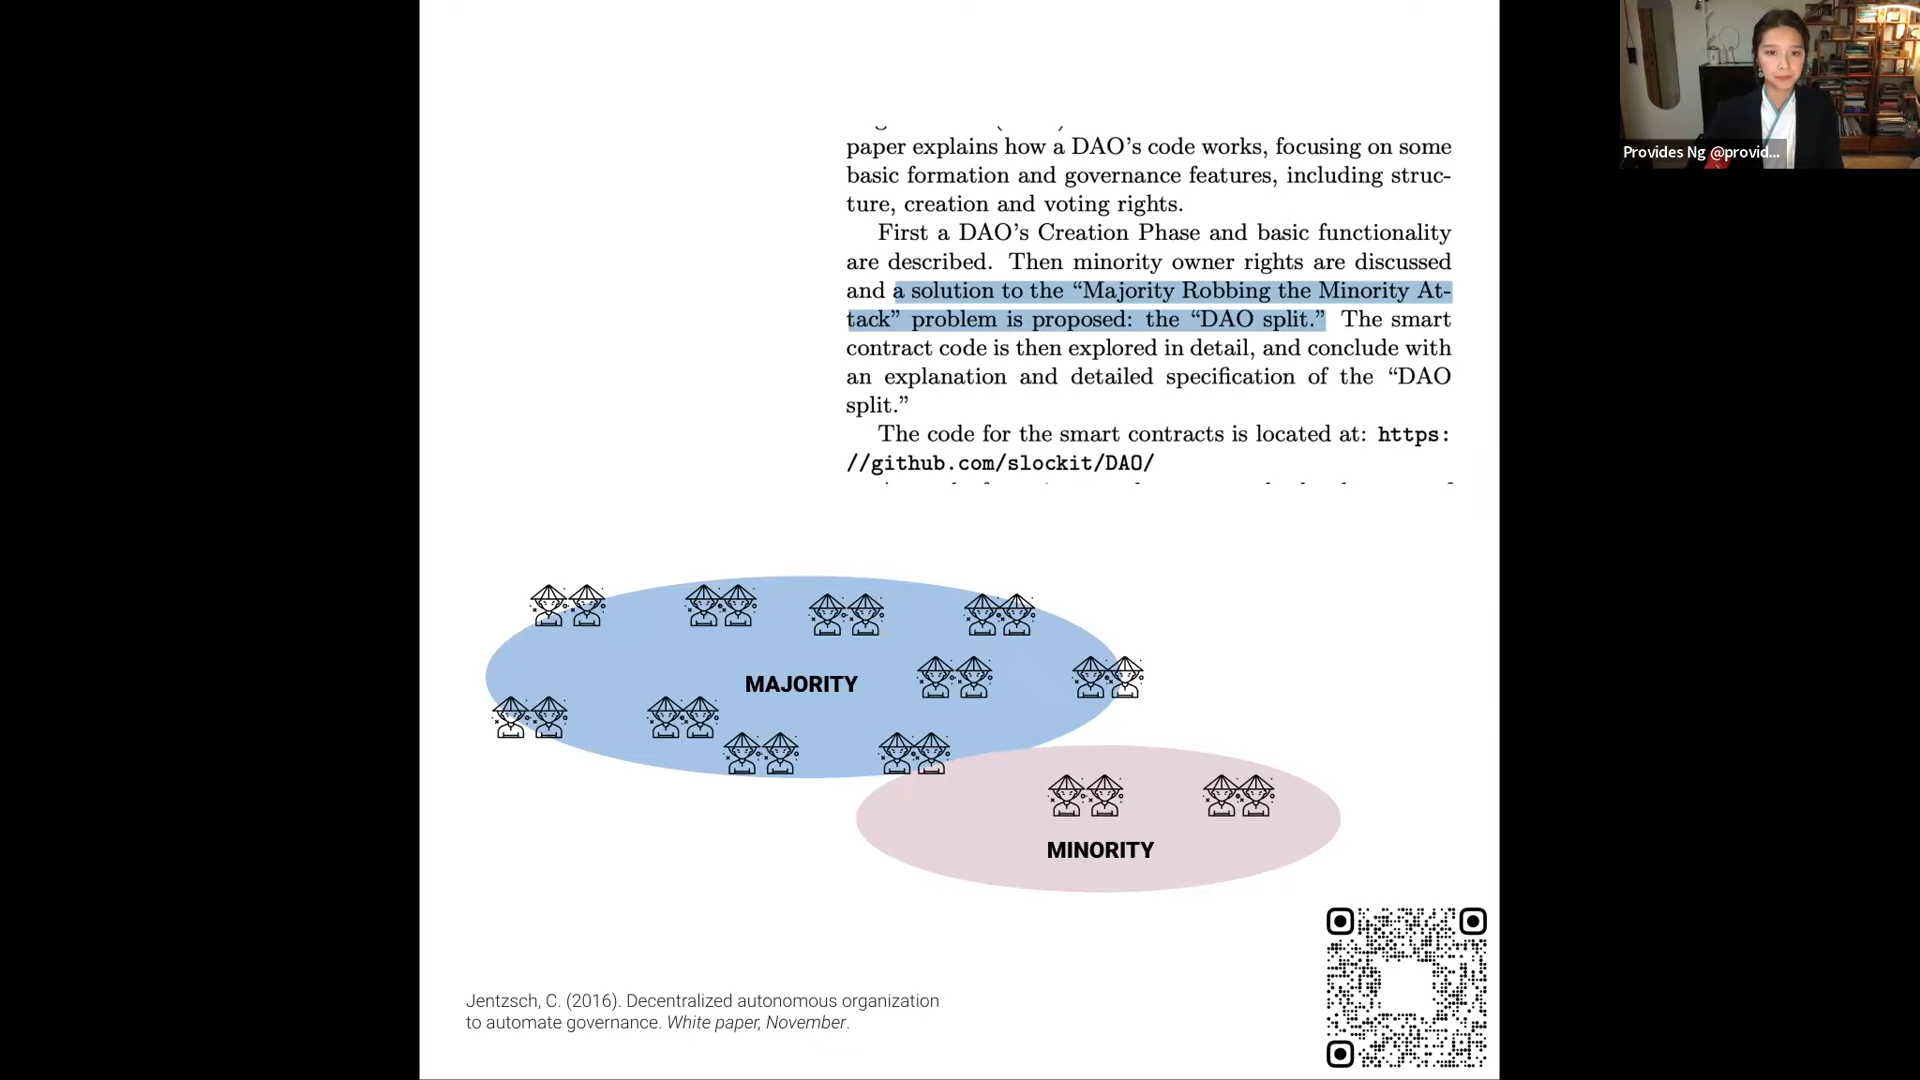 Provides Ng @provid...
paper explains how a DAO's code works, focusing on some
basic formation and governance features, including struc-
ture, creation and voting rights.
First a DAO's Creation Phase and basic functionality
are described. Then minority owner rights are discussed
and a solution to the “Majority Robbing the Minority At-
tack” problem is proposed: the “DAO split.” The smart
contract code is then explored in detail, and conclude with
an explanation and detailed specification of the “DAO
split.”
The code for the smart contracts is located at: https:
//github.com/slockit/DAO/
MAJORITY
MINORITY
Jentzsch, C. (2016). Decentralized autonomous organization
to automate governance. White paper, November.